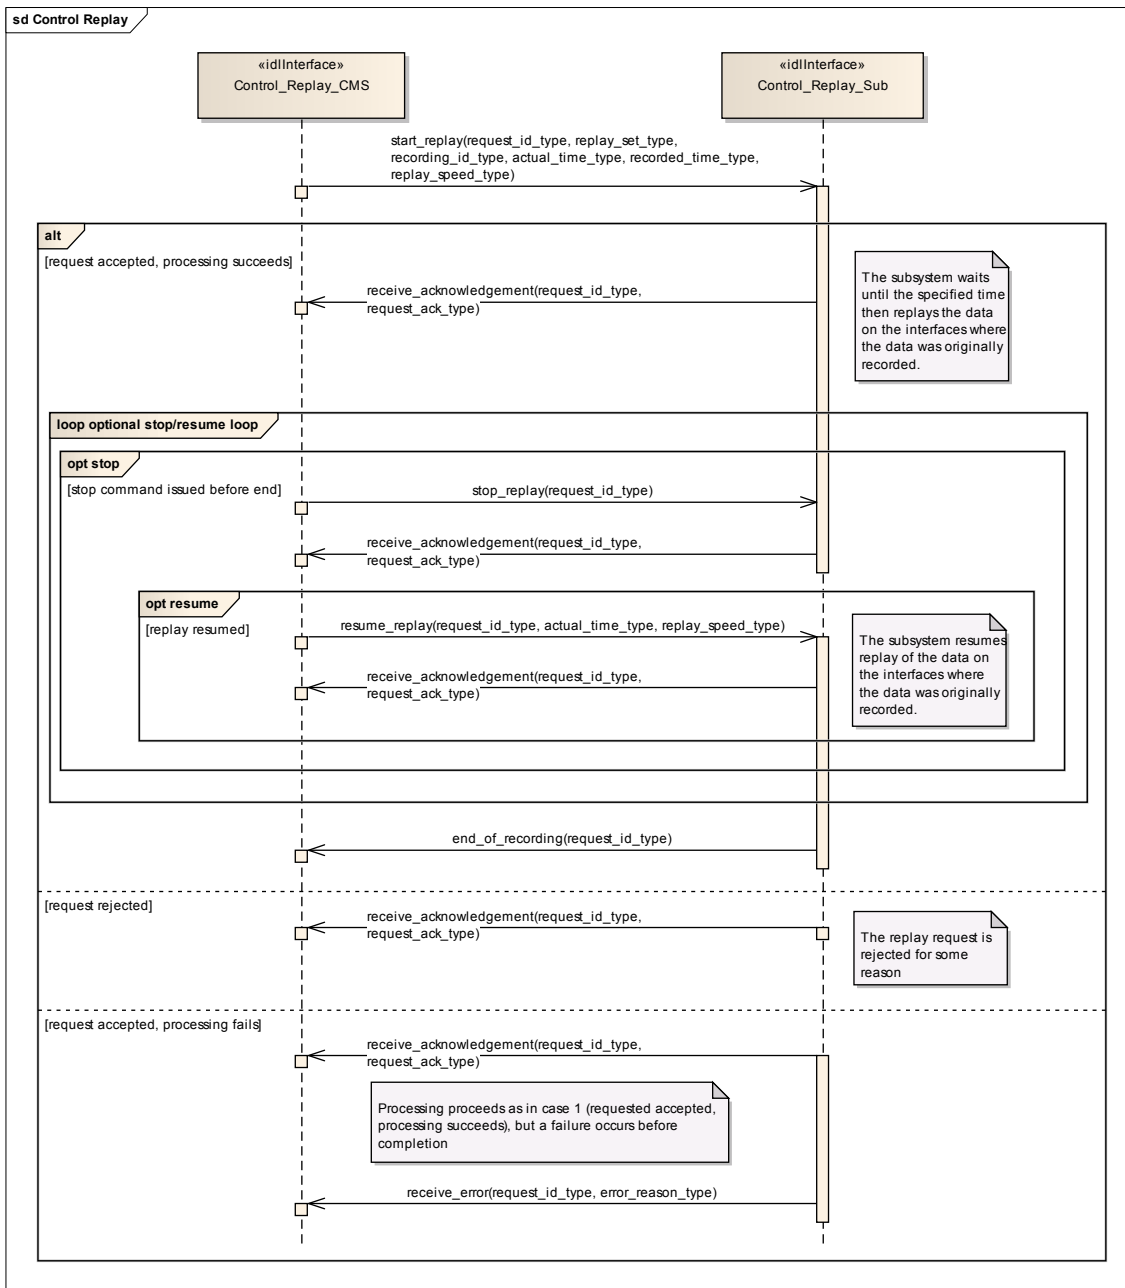 sd Control Replay
«idlInterface»
Control_Replay_CMS
«idlInterface»
Control_Replay_Sub
start_replay(request_id_type, replay_set_type,
recording_id_type, actual_time_type, recorded_time_type,
replay_speed_type)
alt
[request accepted, processing succeeds]
The subsystem waits
until the specified time
then replays the data
on the interfaces where
the data was originally
recorded.
receive_acknowledgement(request_id_type,
request_ack_type)
loop optional stop/resume loop
opt stop
[stop command issued before end]
stop_replay(request_id_type)
receive_acknowledgement(request_id_type,
request_ack_type)
opt resume
[replay resumed]
resume_replay(request_id_type, actual_time_type, replay_speed_type)
The subsystem resumes
replay of the data on
the interfaces where
the data was originally
recorded.
receive_acknowledgement(request_id_type,
request_ack_type)
end_of_recording(request_id_type)
[request rejected]
receive_acknowledgement(request_id_type,
request_ack_type)
The replay request is
rejected for some
reason
[request accepted, processing fails]
receive_acknowledgement(request_id_type,
request_ack_type)
Processing proceeds as in case 1 (requested accepted,
processing succeeds), but a failure occurs before
completion
receive_error(request_id_type, error_reason_type)